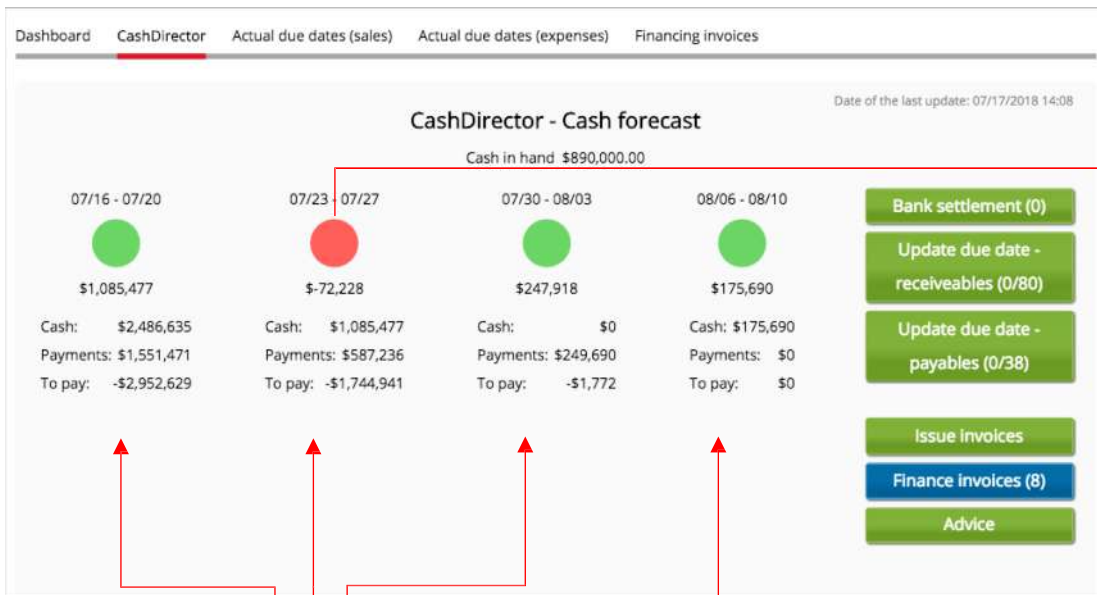 Dashboard CashDirector Actual due dates (sales) Actual due dates (expenses) Financing invoices
Date of the last update: 07/17/2018 14:08
CashDirector - Cash forecast
Cash in hand $890,000.00
07/16 - 07/20 07/23 - 07/27 07/30 - 08/03 08/06 - 08/10
$1,085,477 $-72,228 $247,918 $175,690
Cash: $2,486,635 Cash: $1,085,477 Cash: $0 Cash: $175,690
Payments: $1,551,471 Payments: $587,236 Payments: $249,690 Payments: $0
To pay: -$2,952,629 To pay: -$1,744,941 To pay: -$1,772 To pay: $0
Bank settlement (0)
Update due date -
receiveables (0/80)
Update due date -
payables (0/38)
Issue invoices
Finance invoices (8)
Advice